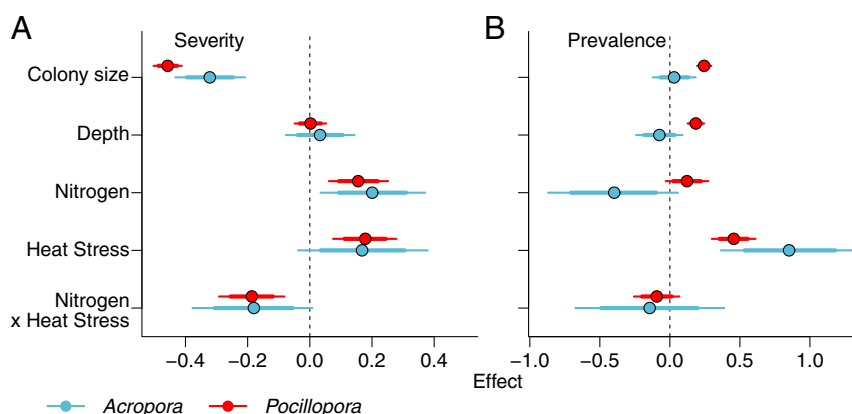 A
B
Severity
Prevalence
Colony size
Depth
Nitrogen
Heat Stress
Nitrogen
x Heat Stress
−0.4 −0.2 0.0 0.2 0.4
−1.0 −0.5 0.0 0.5 1.0
Effect
Acropora Pocillopora